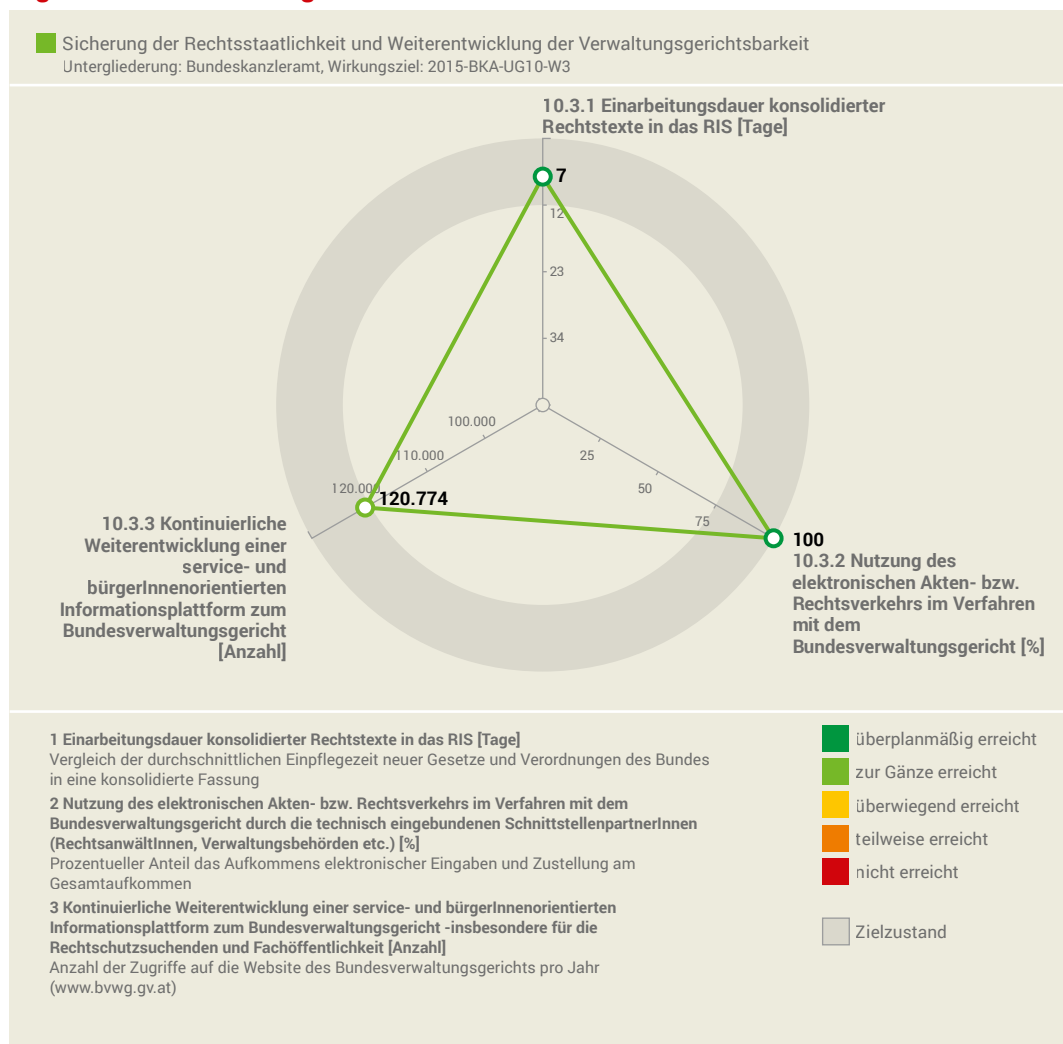 Sicherung der Rechtsstaatlichkeit und Weiterentwicklung der Verwaltungsgerichtsbarkeit
Untergliederung: Bundeskanzleramt, Wirkungsziel: 2015-BKA-UG10-W3
10.3.1 Einarbeitungsdauer konsolidierter
Rechtstexte in das RIS [Tage]
7
12
23
34
100.000
110.000
120.000
120.774
25
50
75
100
10.3.3 Kontinuierliche
Weiterentwicklung einer
service- und
bürgerInnenorientierten
Informationsplattform zum
Bundesverwaltungsgericht
[Anzahl]
10.3.2 Nutzung des
elektronischen Akten- bzw.
Rechtsverkehrs im Verfahren
mit dem
Bundesverwaltungsgericht [%]
1 Einarbeitungsdauer konsolidierter Rechtstexte in das RIS [Tage]
Vergleich der durchschnittlichen Einpflegezeit neuer Gesetze und Verordnungen des Bundes
in eine konsolidierte Fassung
2 Nutzung des elektronischen Akten- bzw. Rechtsverkehrs im Verfahren mit dem
Bundesverwaltungsgericht durch die technisch eingebundenen SchnittstellenpartnerInnen
(RechtsanwältInnen, Verwaltungsbehörden etc.) [%]
Prozentueller Anteil das Aufkommens elektronischer Eingaben und Zustellung am
Gesamtaufkommen
3 Kontinuierliche Weiterentwicklung einer service- und bürgerInnenorientierten
Informationsplattform zum Bundesverwaltungsgericht -insbesondere für die
Rechtschutzsuchenden und Fachöffentlichkeit [Anzahl]
Anzahl der Zugriffe auf die Website des Bundesverwaltungsgerichts pro Jahr
(www.bvwg.gv.at)
überplanmäßig erreicht
zur Gänze erreicht
überwiegend erreicht
teilweise erreicht
nicht erreicht
Zielzustand